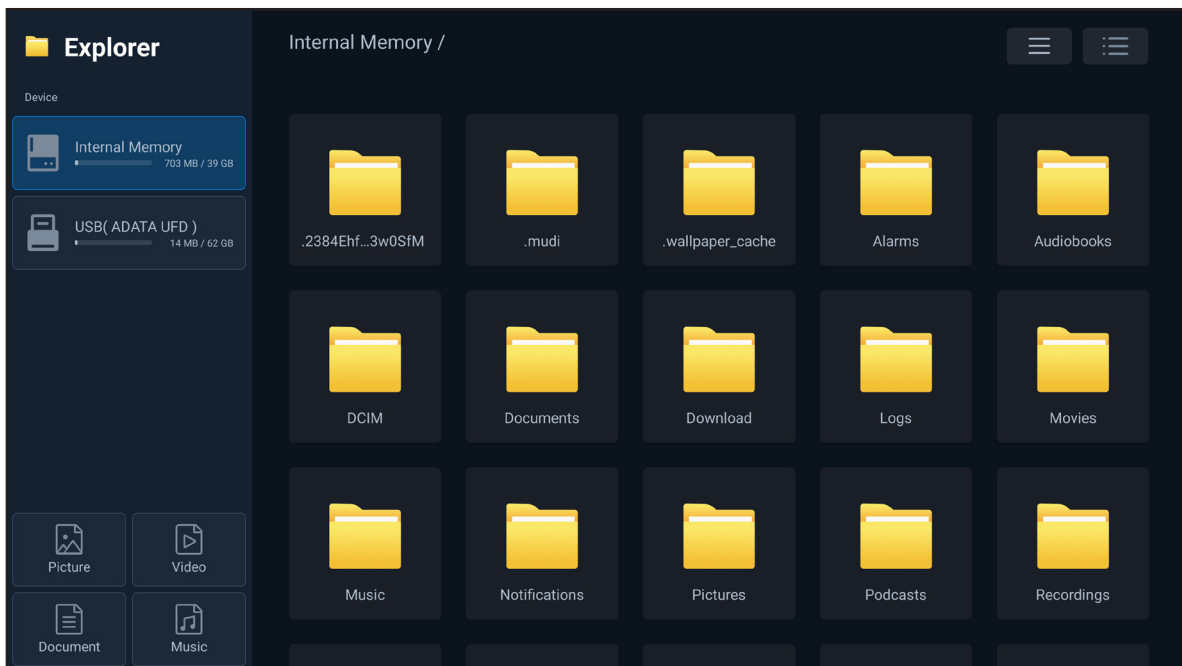 Explorer
Internal Memory /
Device
Internal Memory
703 MB / 39 GB
USB( ADATA UFD )
14 MB / 62 GB
.2384Ehf...3w0SfM
.mudi
.wallpaper_cache
Alarms
Audiobooks
DCIM
Documents
Download
Logs
Movies
Music
Notifications
Pictures
Podcasts
Recordings
Picture
Video
Document
Music